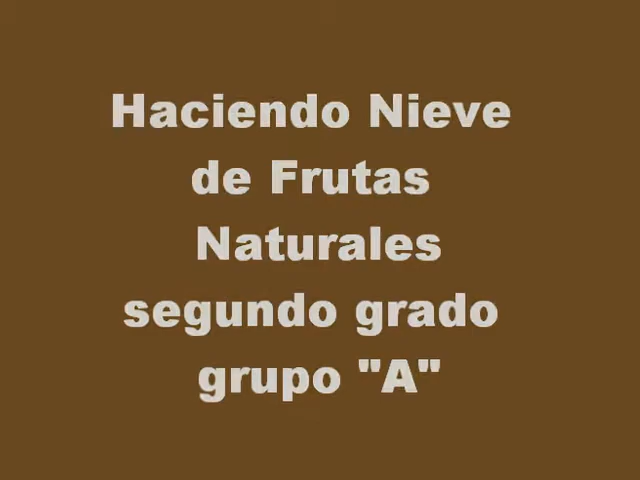 Haciendo Nieve
de Frutas
Naturales
segundo grado
grupo "A"